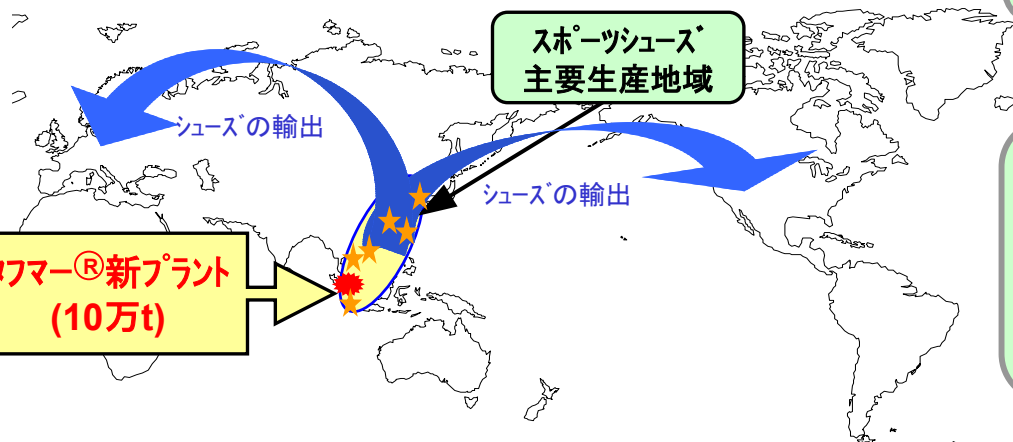 スポーツシューズ
主要生産地域
シューズの輸出
シューズの輸出
タフマー®新プラント
(10万t)